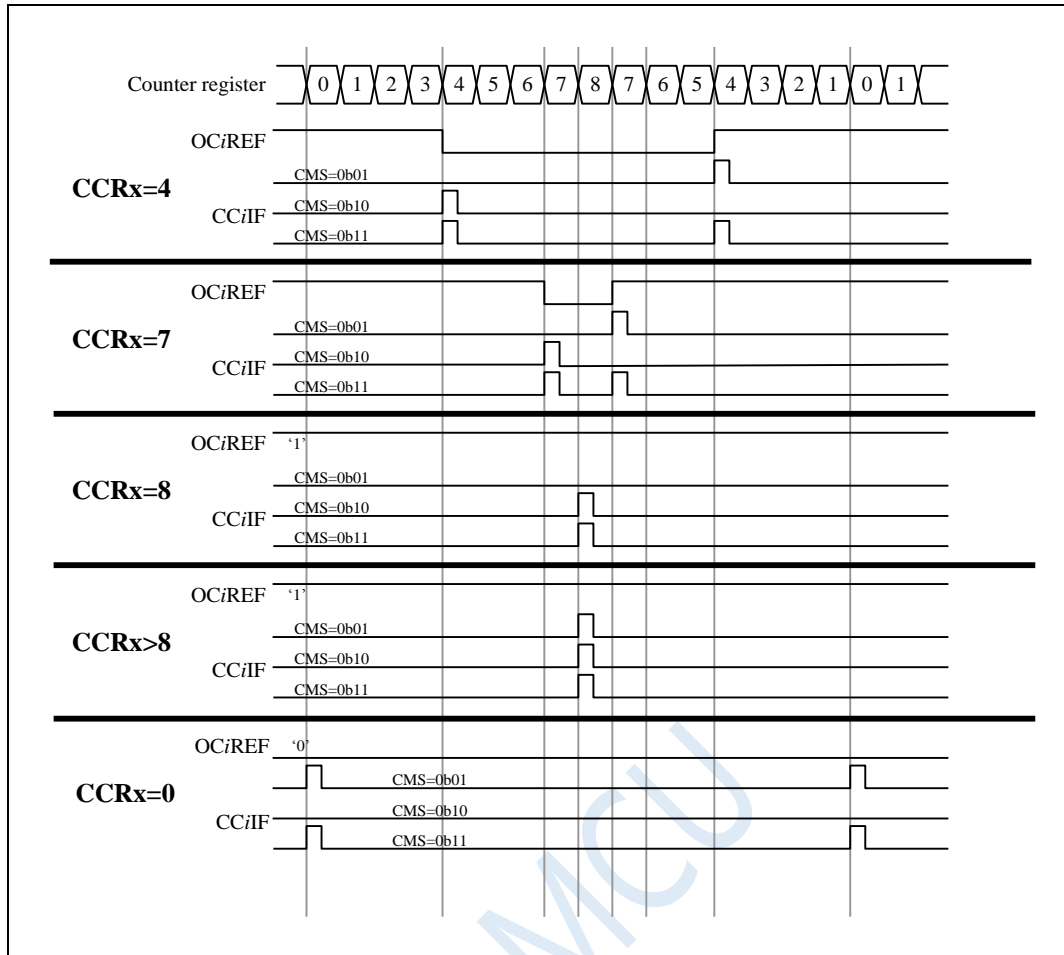 Counter register 0 1 2 3 4 5 6 7 8 7 6 5 4 3 2 1 0 1
OCiREF
CMS=0b01
CCRx=4
CMS=0b10
CCiIF
CMS=0b11
OCiREF
CMS=0b01
CCRx=7
CMS=0b10
CCiIF
CMS=0b11
OCiREF ‘1’
CMS=0b01
CCRx=8
CMS=0b10
CCiIF
CMS=0b11
OCiREF ‘1’
CMS=0b01
CCRx>8
CMS=0b10
CCiIF
CMS=0b11
OCiREF ‘0’
CMS=0b01
CCRx=0
CMS=0b10
CCiIF
CMS=0b11
MCU